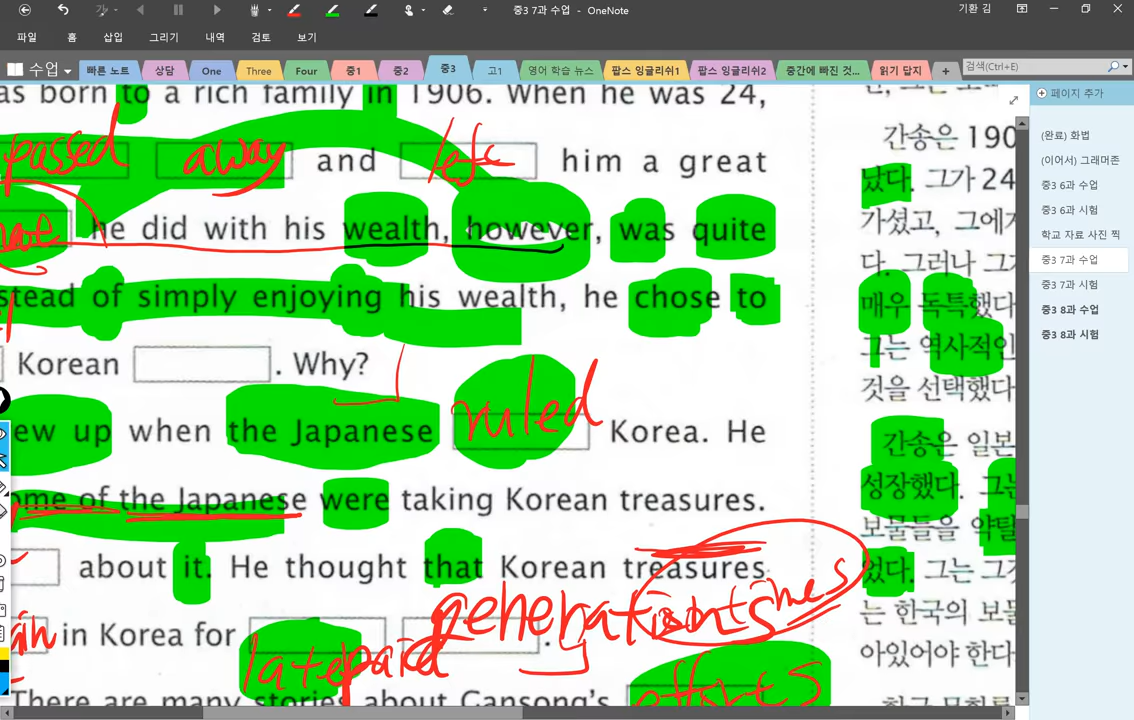 중3 7과 수업 - OneNote
기환 김
파일 홈 삽입 그리기 내역 검토 보기
수업 빠른 노트 상담 One Three Four 중1 중2 중3 고1 영어 학습 뉴스 팝스 잉글리쉬1 팝스 잉글리쉬2 중간에 빠진 것... 읽기 답지 + 검색(Ctrl+E)
as born to a rich family in 1906. When he was 24,
passed away and left him a great
he did with his wealth, however, was quite
stead of simply enjoying his wealth, he chose to
Korean . Why?
ew up when the Japanese ruled Korea. He
ome of the Japanese were taking Korean treasures.
about it. He thought that Korean treasures
generations
in in Korea for .
late paid
There are many stories about Gansong's efforts
간송은 190
났다. 그가 24
가셨고, 그에게
다. 그러나 그가
매우 독특했다
그는 역사적인
것을 선택했다
간송은 일본
성장했다. 그는
보물들을 약탈
었다. 그는 그것
는 한국의 보물
아있어야 한다
페이지 추가
(완료) 화법
(이어서) 그래머존
중3 6과 수업
중3 6과 시험
학교 자료 사진 찍
중3 7과 수업
중3 7과 시험
중3 8과 수업
중3 8과 시험